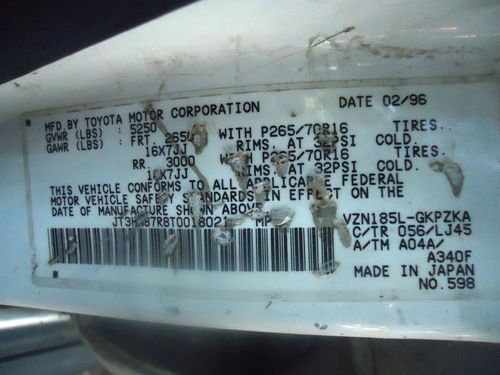 MFD BY TOYOTA MOTOR CORPORATION DATE 02/96
GVWR (LBS) : 5250
GAWR (LBS) : FRT. 2650 WITH P265/70R16 TIRES.
16X7JJ RIMS. AT 32PSI COLD.
RR. 3000 WITH P265/70R16 TIRES.
16X7JJ RIMS. AT 32PSI COLD.
THIS VEHICLE CONFORMS TO ALL APPLICABLE FEDERAL
MOTOR VEHICLE SAFETY STANDARDS IN EFFECT ON THE
DATE OF MANUFACTURE SHOWN ABOVE
VZN185L-GKPZKA
C/TR 056/LJ45
A/TM A04A/
A340F
MADE IN JAPAN
NO.598